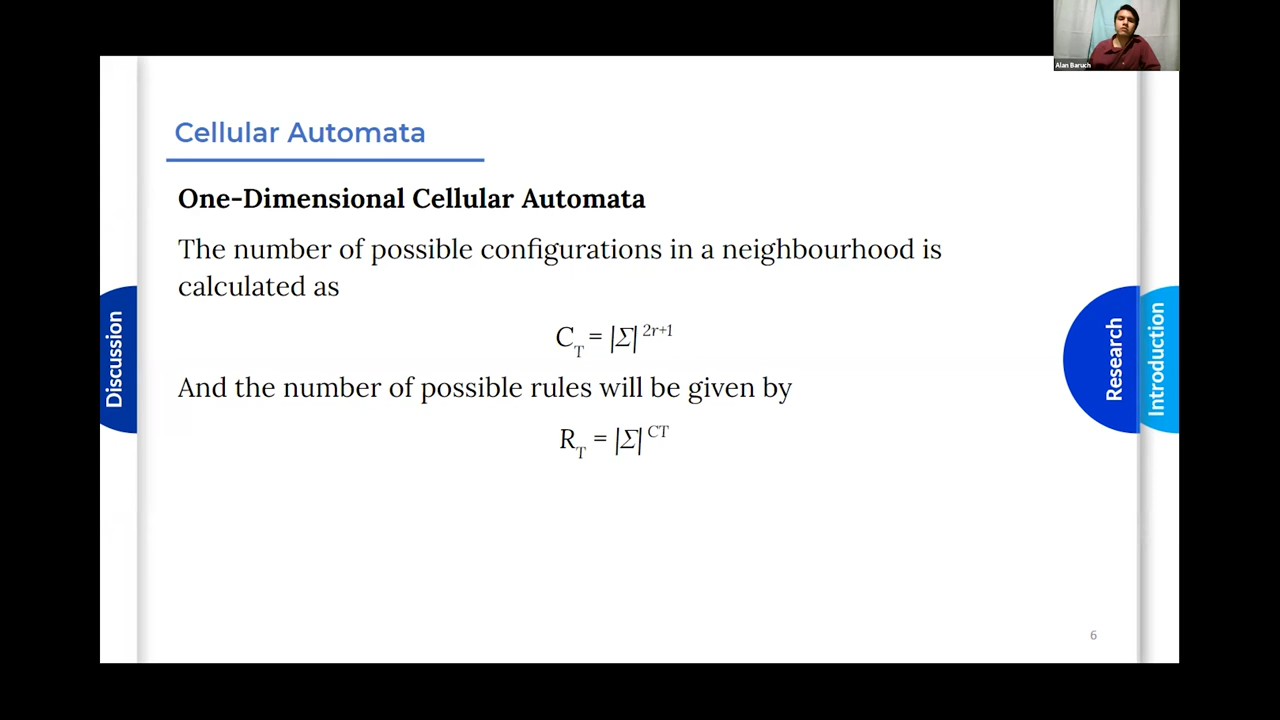 Alan Baruch
Cellular Automata
One-Dimensional Cellular Automata
The number of possible configurations in a neighbourhood is
calculated as
C_T = |Σ|^{2r+1}
And the number of possible rules will be given by
R_T = |Σ|^{CT}
Discussion
Research
Introduction
6